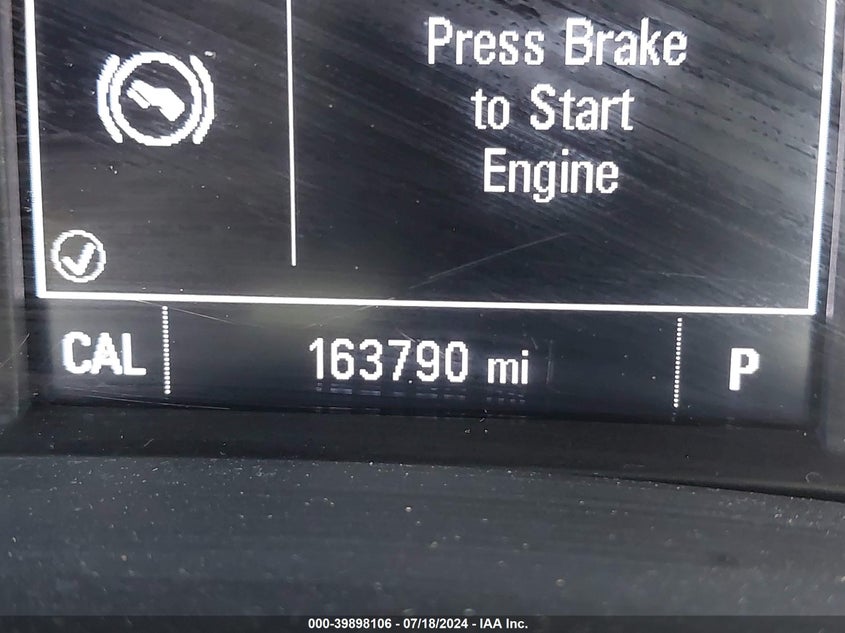 Press Brake
to Start
Engine
CAL
163790 mi
P
000-39898106 - 07/18/2024 - IAA Inc.